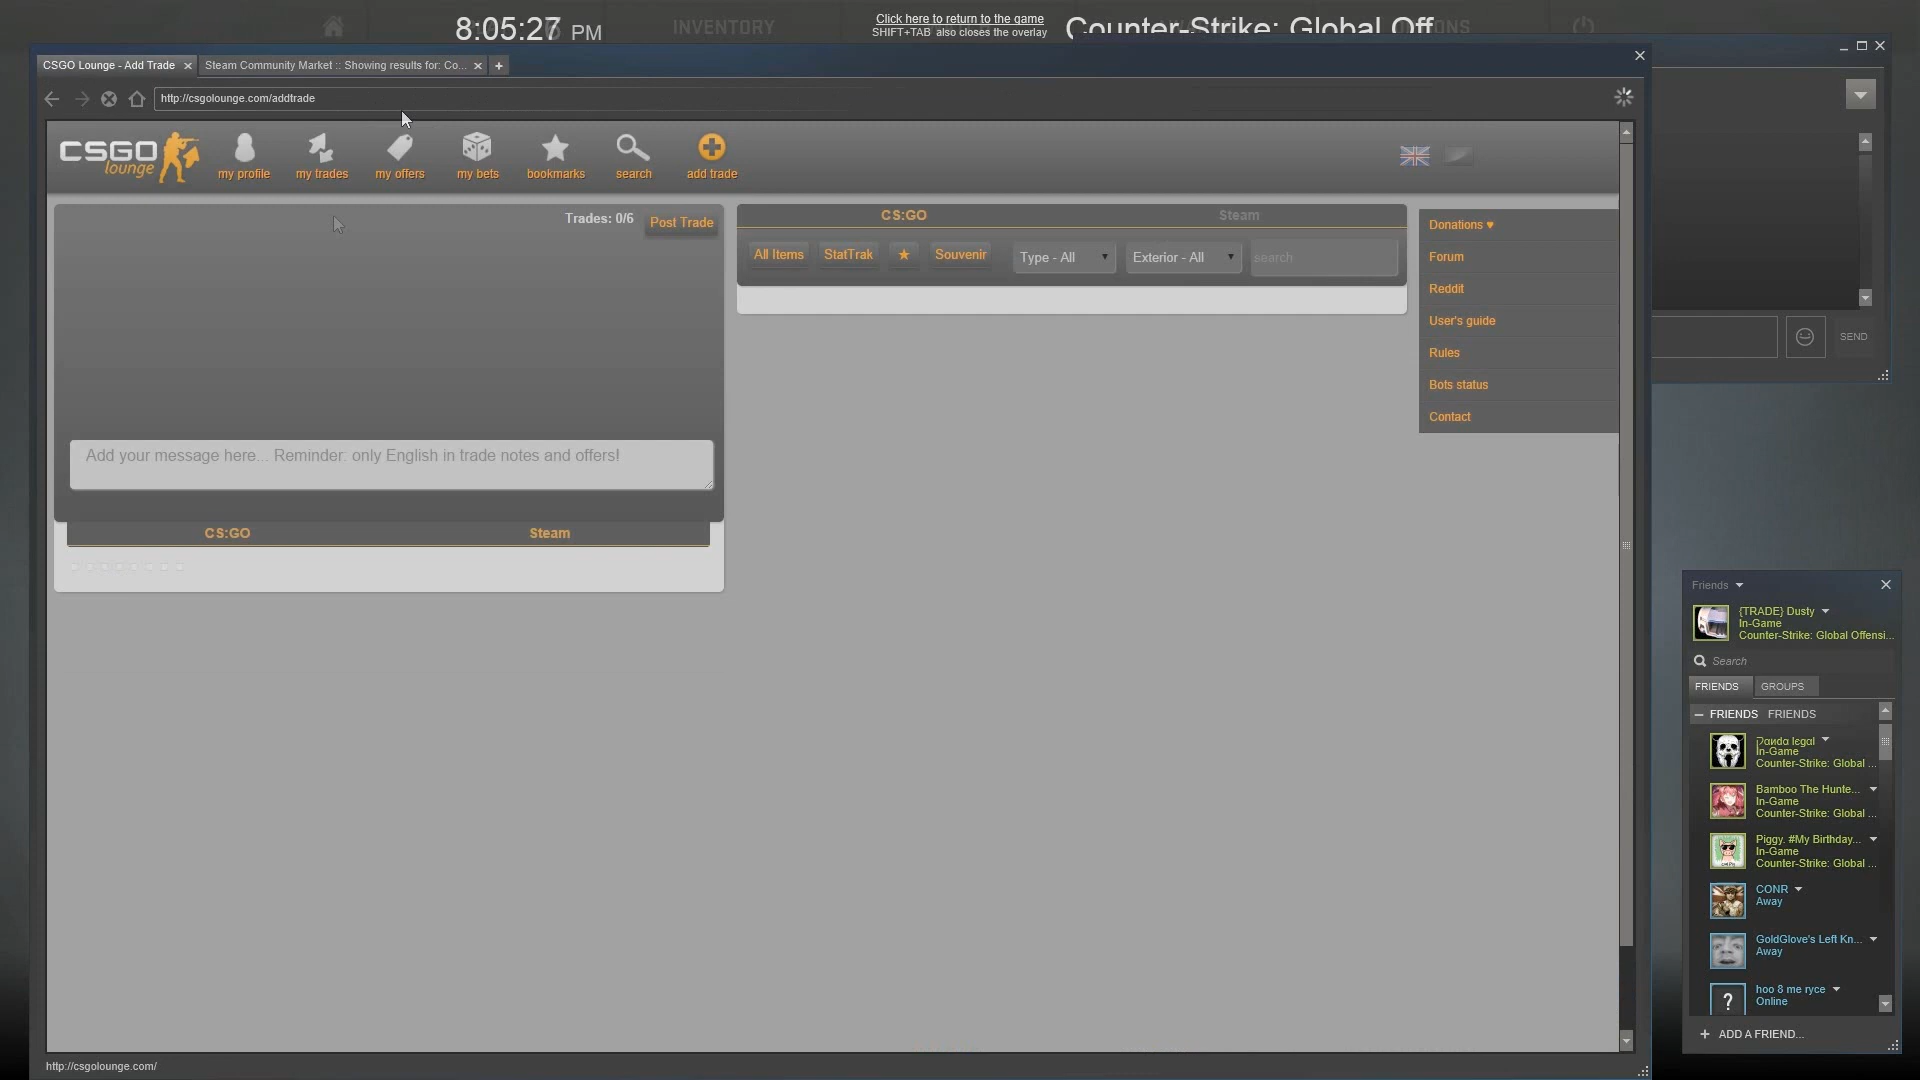 8:05:27 PM
INVENTORY
Click here to return to the game
SHIFT+TAB also closes the overlay
Counter-Strike: Global Off
CSGO Lounge - Add Trade
Steam Community Market :: Showing results for: Co...
http://csgolounge.com/addtrade
CSGO lounge
my profile
my trades
my offers
my bets
bookmarks
search
add trade
Trades: 0/6
Post Trade
Add your message here... Reminder: only English in trade notes and offers!
CS:GO
Steam
CS:GO
Steam
All Items
StatTrak
★
Souvenir
Type - All
Exterior - All
search
Donations ♥
Forum
Reddit
User's guide
Rules
Bots status
Contact
SEND
Friends
{TRADE} Dusty
In-Game
Counter-Strike: Global Offensi...
Search
FRIENDS
GROUPS
FRIENDS FRIENDS
In-Game
Counter-Strike: Global ...
Bamboo The Hunte...
In-Game
Counter-Strike: Global ...
Piggy. #My Birthday...
In-Game
Counter-Strike: Global ...
CONR
Away
GoldGlove's Left Kn...
Away
hoo 8 me ryce
Online
+ ADD A FRIEND...
http://csgolounge.com/